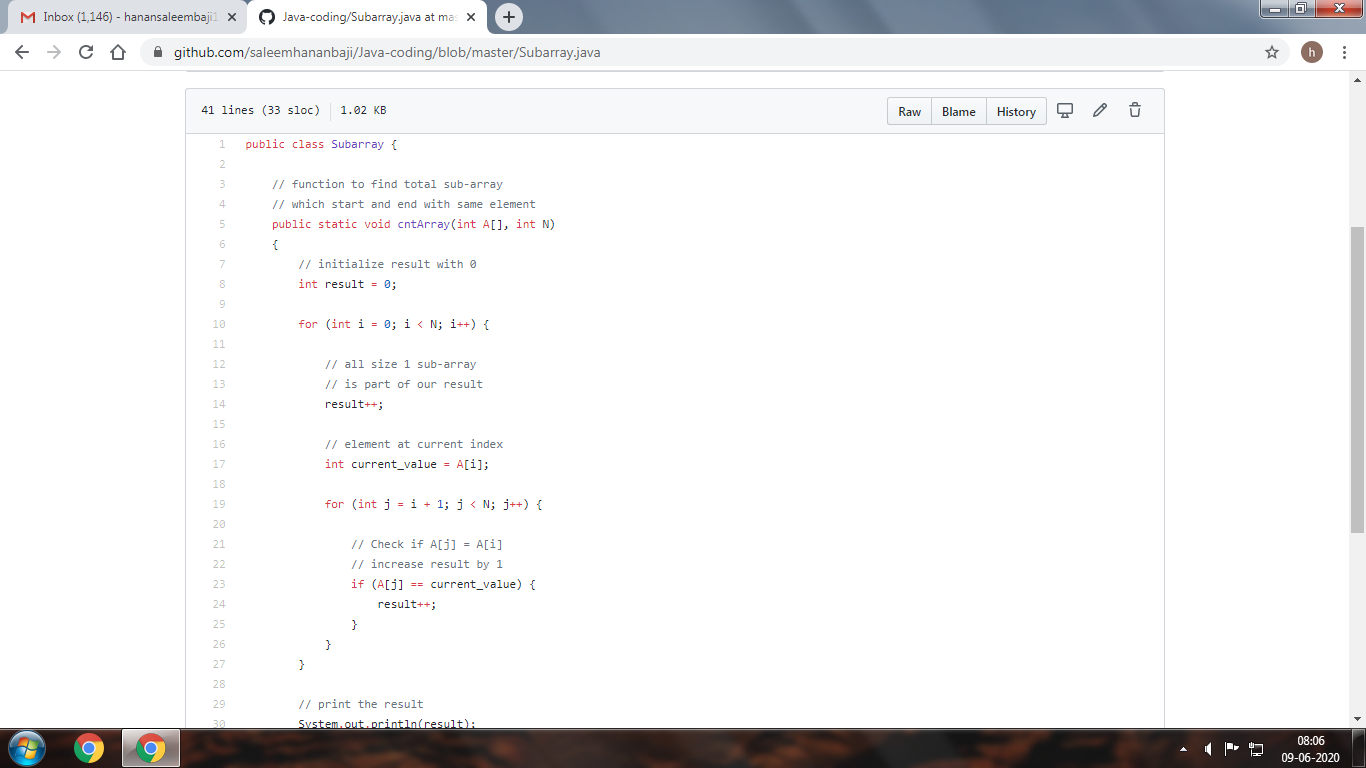 Inbox (1,146) - hanansaleembaji1
Java-coding/Subarray.java at mas
github.com/saleemhananbaji/Java-coding/blob/master/Subarray.java
h
41 lines (33 sloc) 1.02 KB
Raw Blame History
1 public class Subarray {
2
3 // function to find total sub-array
4 // which start and end with same element
5 public static void cntArray(int A[], int N)
6 {
7 // initialize result with 0
8 int result = 0;
9
10 for (int i = 0; i < N; i++) {
11
12 // all size 1 sub-array
13 // is part of our result
14 result++;
15
16 // element at current index
17 int current_value = A[i];
18
19 for (int j = i + 1; j < N; j++) {
20
21 // Check if A[j] = A[i]
22 // increase result by 1
23 if (A[j] == current_value) {
24 result++;
25 }
26 }
27 }
28
29 // print the result
30 System.out.println(result);
08:06
09-06-2020